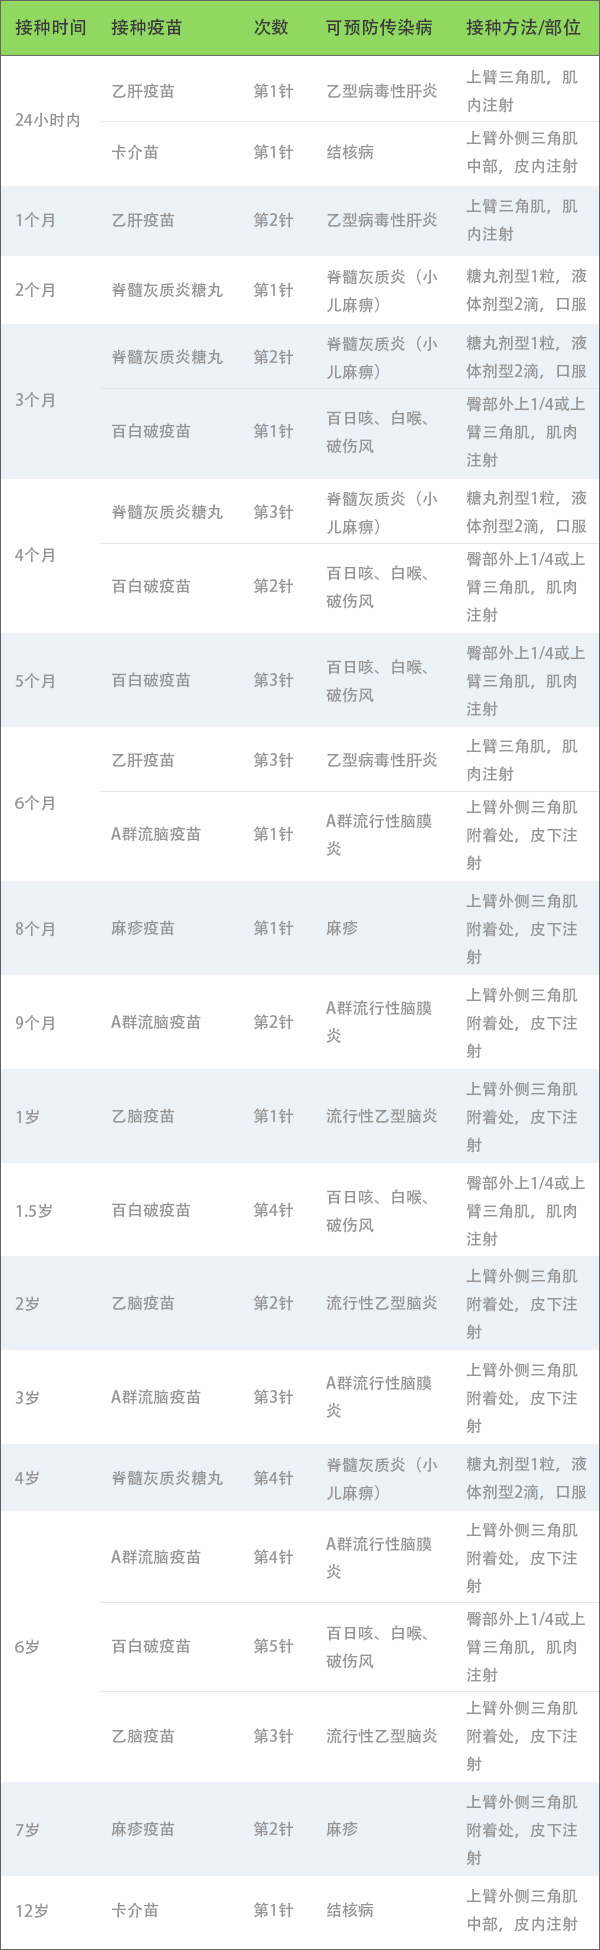 接种时间 接种疫苗 次数 可预防传染病 接种方法/部位
24小时内
乙肝疫苗 第1针 乙型病毒性肝炎
上臂三角肌，肌
内注射
卡介苗 第1针 结核病
上臂外侧三角肌
中部，皮内注射
1个月 乙肝疫苗 第2针 乙型病毒性肝炎
上臂三角肌，肌
内注射
2个月 脊髓灰质炎糖丸 第1针
脊髓灰质炎（小
儿麻痹）
糖丸剂型1粒，液
体剂型2滴，口服
3个月
脊髓灰质炎糖丸 第2针
脊髓灰质炎（小
儿麻痹）
糖丸剂型1粒，液
体剂型2滴，口服
百白破疫苗 第1针
百日咳、白喉、
破伤风
臀部外上1/4或上
臂三角肌，肌肉
注射
4个月
脊髓灰质炎糖丸 第3针
脊髓灰质炎（小
儿麻痹）
糖丸剂型1粒，液
体剂型2滴，口服
百白破疫苗 第2针
百日咳、白喉、
破伤风
臀部外上1/4或上
臂三角肌，肌肉
注射
5个月 百白破疫苗 第3针
百日咳、白喉、
破伤风
臀部外上1/4或上
臂三角肌，肌肉
注射
6个月
乙肝疫苗 第3针 乙型病毒性肝炎
上臂三角肌，肌
肉注射
A群流脑疫苗 第1针
A群流行性脑膜
炎
上臂外侧三角肌
附着处，皮下注
射
8个月 麻疹疫苗 第1针 麻疹
上臂外侧三角肌
附着处，皮下注
射
9个月 A群流脑疫苗 第2针
A群流行性脑膜
炎
上臂外侧三角肌
附着处，皮下注
射
1岁 乙脑疫苗 第1针 流行性乙型脑炎
上臂外侧三角肌
附着处，皮下注
射
1.5岁 百白破疫苗 第4针
百日咳、白喉、
破伤风
臀部外上1/4或上
臂三角肌，肌肉
注射
2岁 乙脑疫苗 第2针 流行性乙型脑炎
上臂外侧三角肌
附着处，皮下注
射
3岁 A群流脑疫苗 第3针
A群流行性脑膜
炎
上臂外侧三角肌
附着处，皮下注
射
4岁 脊髓灰质炎糖丸 第4针
脊髓灰质炎（小
儿麻痹）
糖丸剂型1粒，液
体剂型2滴，口服
6岁
A群流脑疫苗 第4针
A群流行性脑膜
炎
上臂外侧三角肌
附着处，皮下注
射
百白破疫苗 第5针
百日咳、白喉、
破伤风
臀部外上1/4或上
臂三角肌，肌肉
注射
乙脑疫苗 第3针 流行性乙型脑炎
上臂外侧三角肌
附着处，皮下注
射
7岁 麻疹疫苗 第2针 麻疹
上臂外侧三角肌
附着处，皮下注
射
12岁 卡介苗 第1针 结核病
上臂外侧三角肌
中部，皮内注射